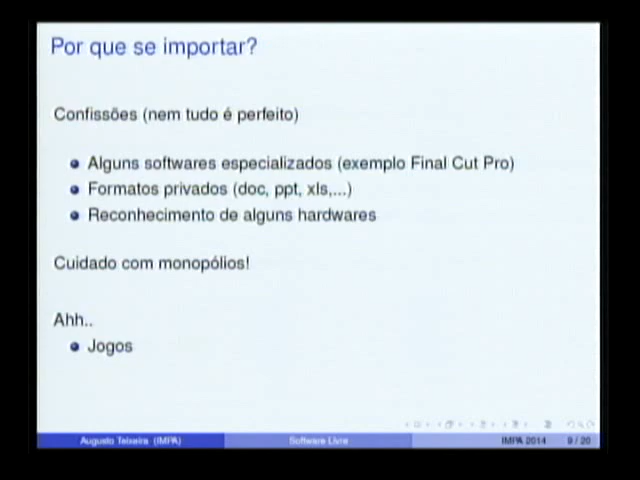 Por que se importar?
Confissões (nem tudo é perfeito)
Alguns softwares especializados (exemplo Final Cut Pro)
Formatos privados (doc, ppt, xls,...)
Reconhecimento de alguns hardwares
Cuidado com monopólios!
Ahh..
Jogos
Augusto Teixeira (IMPA) Software Livre IMPA 2014 9 / 20